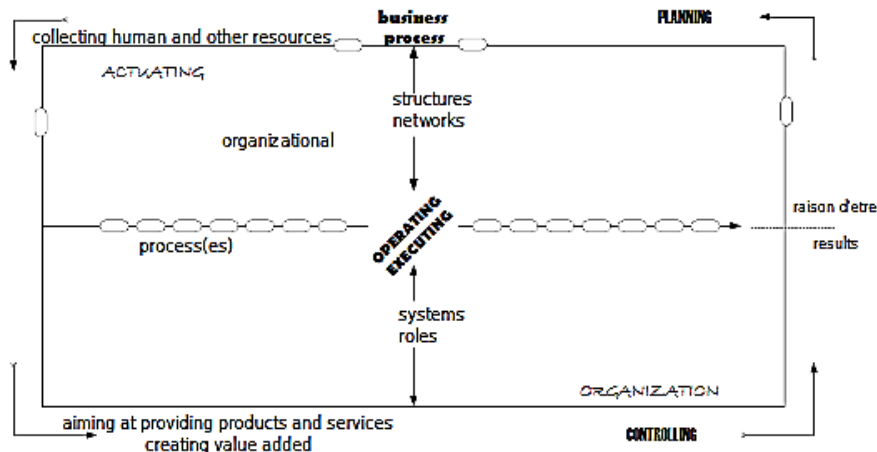 business
process
PLANNING
collecting human and other resources
ACTUATING
structures
networks
organizational
OPERATING
EXECUTING
raison d'etre
results
process(es)
systems
roles
ORGANIZATION
aiming at providing products and services
creating value added
CONTROLLING